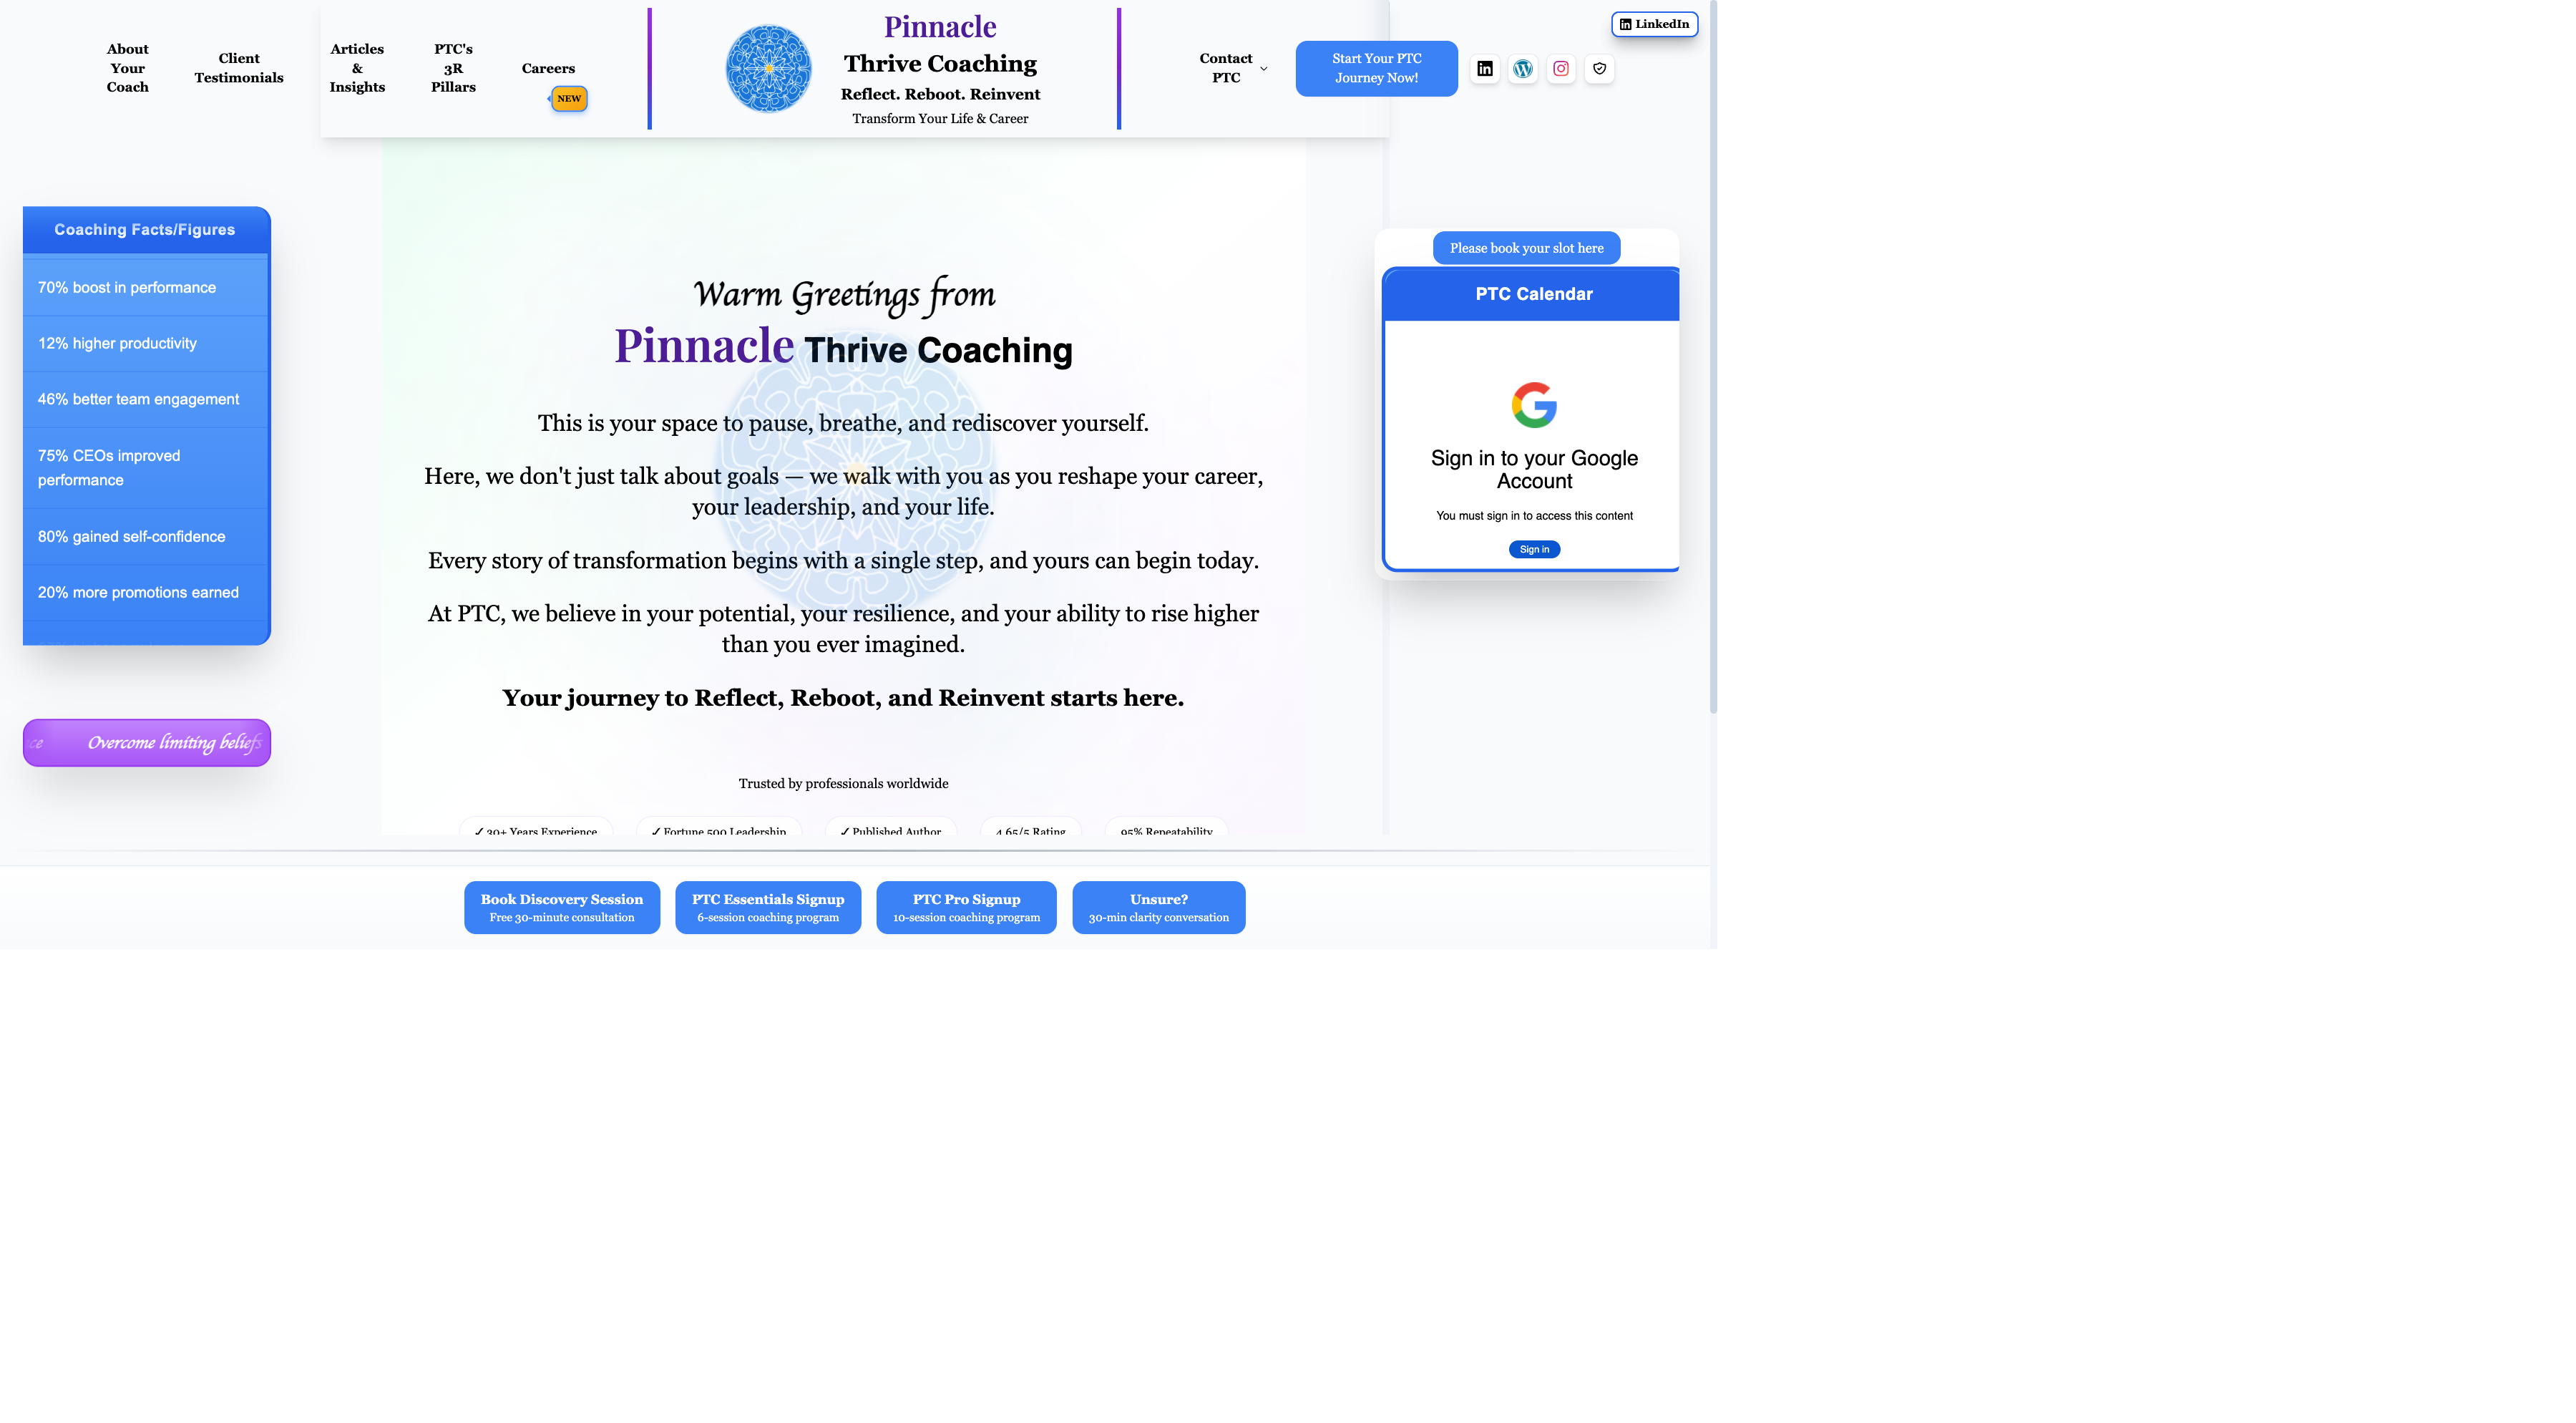 About
Your
Coach
Client
Testimonials
Articles
&
Insights
PTC's
3R
Pillars
Careers
NEW
Pinnacle
Thrive Coaching
Reflect. Reboot. Reinvent
Transform Your Life & Career
Contact
PTC
Start Your PTC
Journey Now!
LinkedIn
Coaching Facts/Figures
70% boost in performance
12% higher productivity
46% better team engagement
75% CEOs improved
performance
80% gained self-confidence
20% more promotions earned
Overcome limiting beliefs
Warm Greetings from
Pinnacle Thrive Coaching
This is your space to pause, breathe, and rediscover yourself.
Here, we don't just talk about goals — we walk with you as you reshape your career,
your leadership, and your life.
Every story of transformation begins with a single step, and yours can begin today.
At PTC, we believe in your potential, your resilience, and your ability to rise higher
than you ever imagined.
Your journey to Reflect, Reboot, and Reinvent starts here.
Trusted by professionals worldwide
✓ 30+ Years Experience
✓ Fortune 500 Leadership
✓ Published Author
4.65/5 Rating
95% Repeatability
Please book your slot here
PTC Calendar
Sign in to your Google
Account
You must sign in to access this content
Sign in
Book Discovery Session
Free 30-minute consultation
PTC Essentials Signup
6-session coaching program
PTC Pro Signup
10-session coaching program
Unsure?
30-min clarity conversation